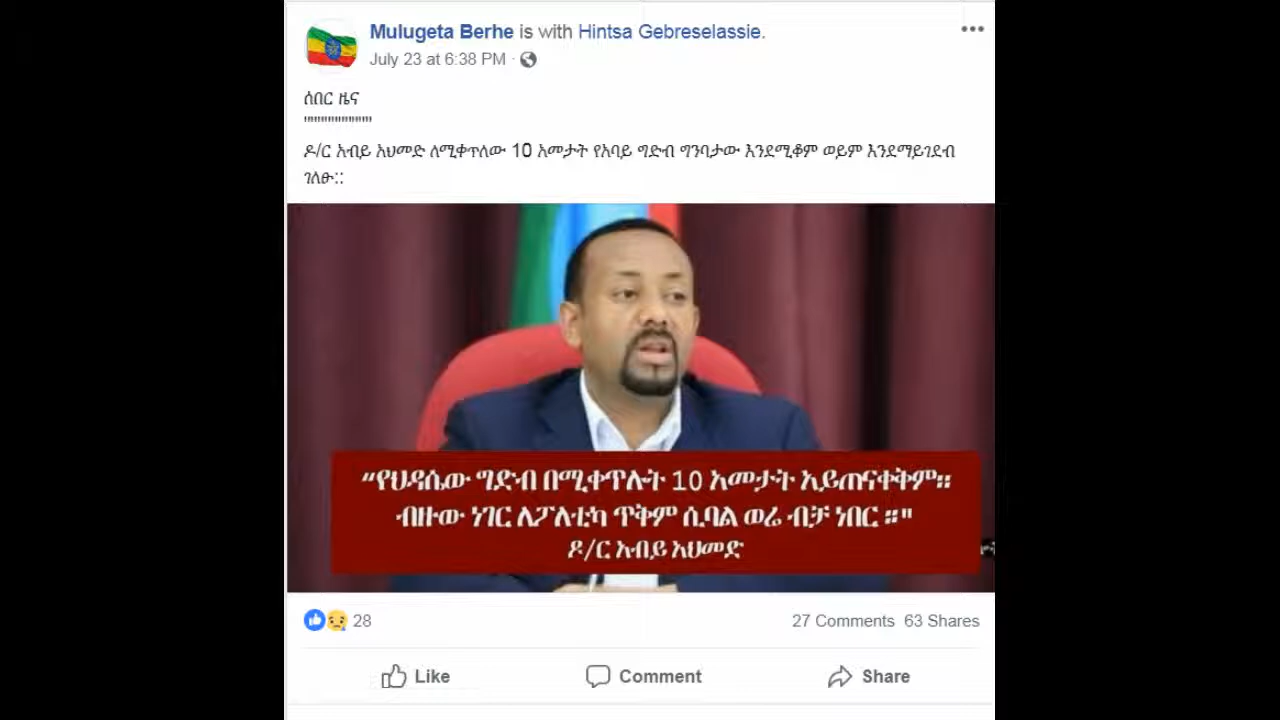 Mulugeta Berhe is with Hintsa Gebreselassie.
July 23 at 6:38 PM ·
ሰበር ዜና
""""""""""
ዶ/ር አብይ አህመድ ለሚቀጥለው 10 አመታት የአባይ ግድብ ግንባታው እንደሚቆም ወይም እንደማይገደብ
ገለፁ::
“የህዳሴው ግድብ በሚቀጥሉት 10 አመታት አይጠናቀቅም።
ብዙው ነገር ለፖለቲካ ጥቅም ሲባል ወሬ ብቻ ነበር ።"
ዶ/ር አብይ አህመድ
28
27 Comments 63 Shares
Like Comment Share